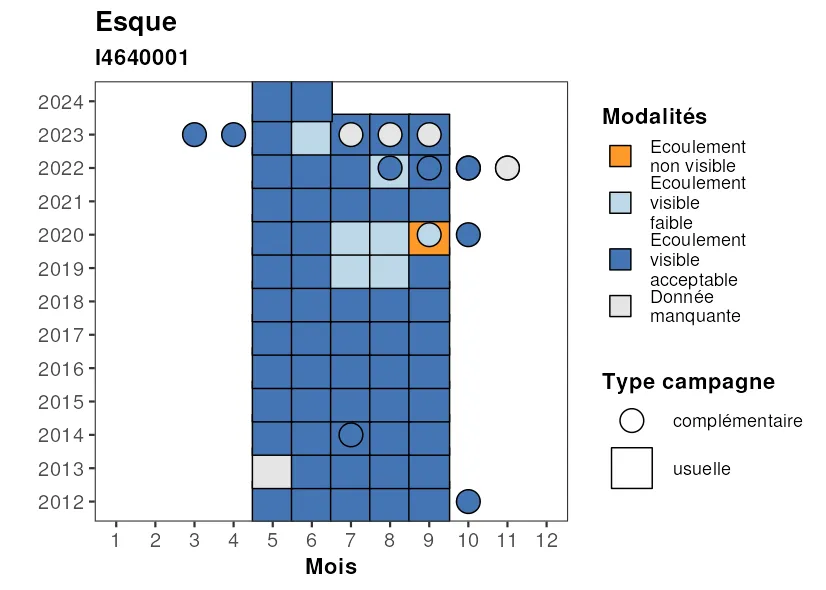 Esque
I4640001
2024
2023
2022
2021
2020
2019
2018
2017
2016
2015
2014
2013
2012
1 2 3 4 5 6 7 8 9 10 11 12
Mois
Modalités
Ecoulement
non visible
Ecoulement
visible
faible
Ecoulement
visible
acceptable
Donnée
manquante
Type campagne
complémentaire
usuelle